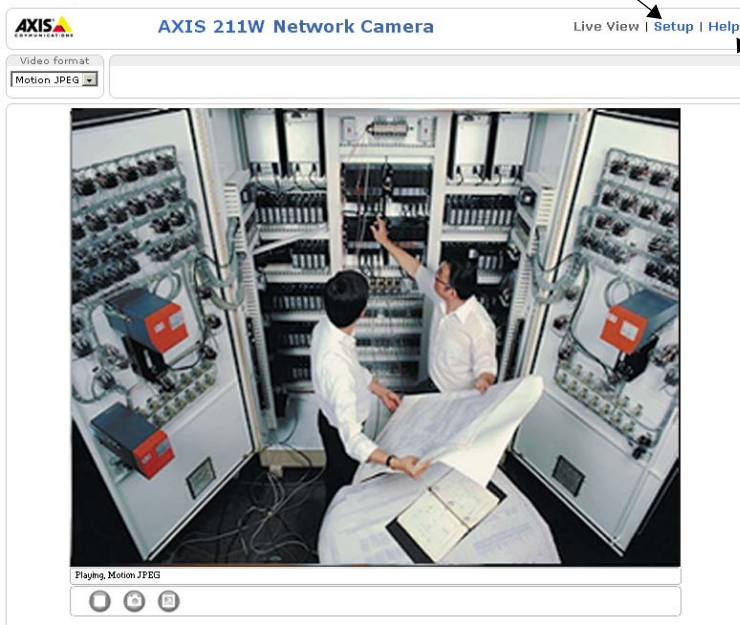 AXIS
COMMUNICATIONS
AXIS 211W Network Camera
Live View | Setup | Help
Video format
Motion JPEG
Playing, Motion JPEG